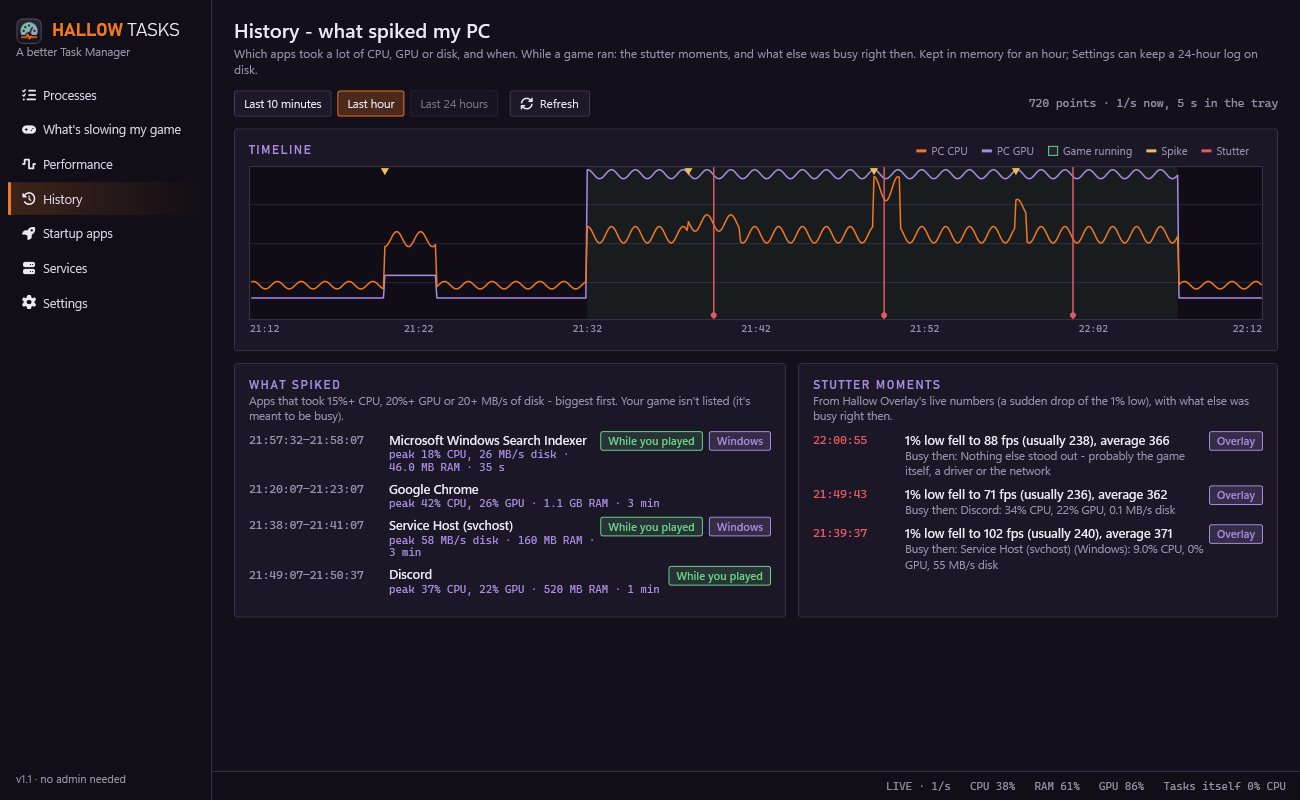 HALLOW TASKS
A better Task Manager
Processes
What's slowing my game
Performance
History
Startup apps
Services
Settings
v1.1 · no admin needed
History - what spiked my PC
Which apps took a lot of CPU, GPU or disk, and when. While a game ran: the stutter moments, and what else was busy right then. Kept in memory for an hour; Settings can keep a 24-hour log on
disk.
Last 10 minutes
Last hour
Last 24 hours
Refresh
720 points · 1/s now, 5 s in the tray
TIMELINE
PC CPU
PC GPU
Game running
Spike
Stutter
21:12
21:22
21:32
21:42
21:52
22:02
22:12
WHAT SPIKED
Apps that took 15%+ CPU, 20%+ GPU or 20+ MB/s of disk - biggest first. Your game isn't listed (it's
meant to be busy).
21:57:32—21:58:07
Microsoft Windows Search Indexer
While you played
Windows
peak 18% CPU, 26 MB/s disk ·
46.0 MB RAM · 35 s
21:20:07—21:23:07
Google Chrome
peak 42% CPU, 26% GPU · 1.1 GB RAM · 3 min
21:38:07—21:41:07
Service Host (svchost)
While you played
Windows
peak 58 MB/s disk · 160 MB RAM ·
3 min
21:49:07—21:50:37
Discord
While you played
peak 37% CPU, 22% GPU · 520 MB RAM · 1 min
STUTTER MOMENTS
From Hallow Overlay's live numbers (a sudden drop of the 1% low), with what else was
busy right then.
22:00:55
1% low fell to 88 fps (usually 238), average 366
Overlay
Busy then: Nothing else stood out - probably the game
itself, a driver or the network
21:49:43
1% low fell to 71 fps (usually 236), average 362
Overlay
Busy then: Discord: 34% CPU, 22% GPU, 0.1 MB/s disk
21:39:37
1% low fell to 102 fps (usually 240), average 371
Overlay
Busy then: Service Host (svchost) (Windows): 9.0% CPU, 0%
GPU, 55 MB/s disk
LIVE · 1/s
CPU 38%
RAM 61%
GPU 86%
Tasks itself 0% CPU